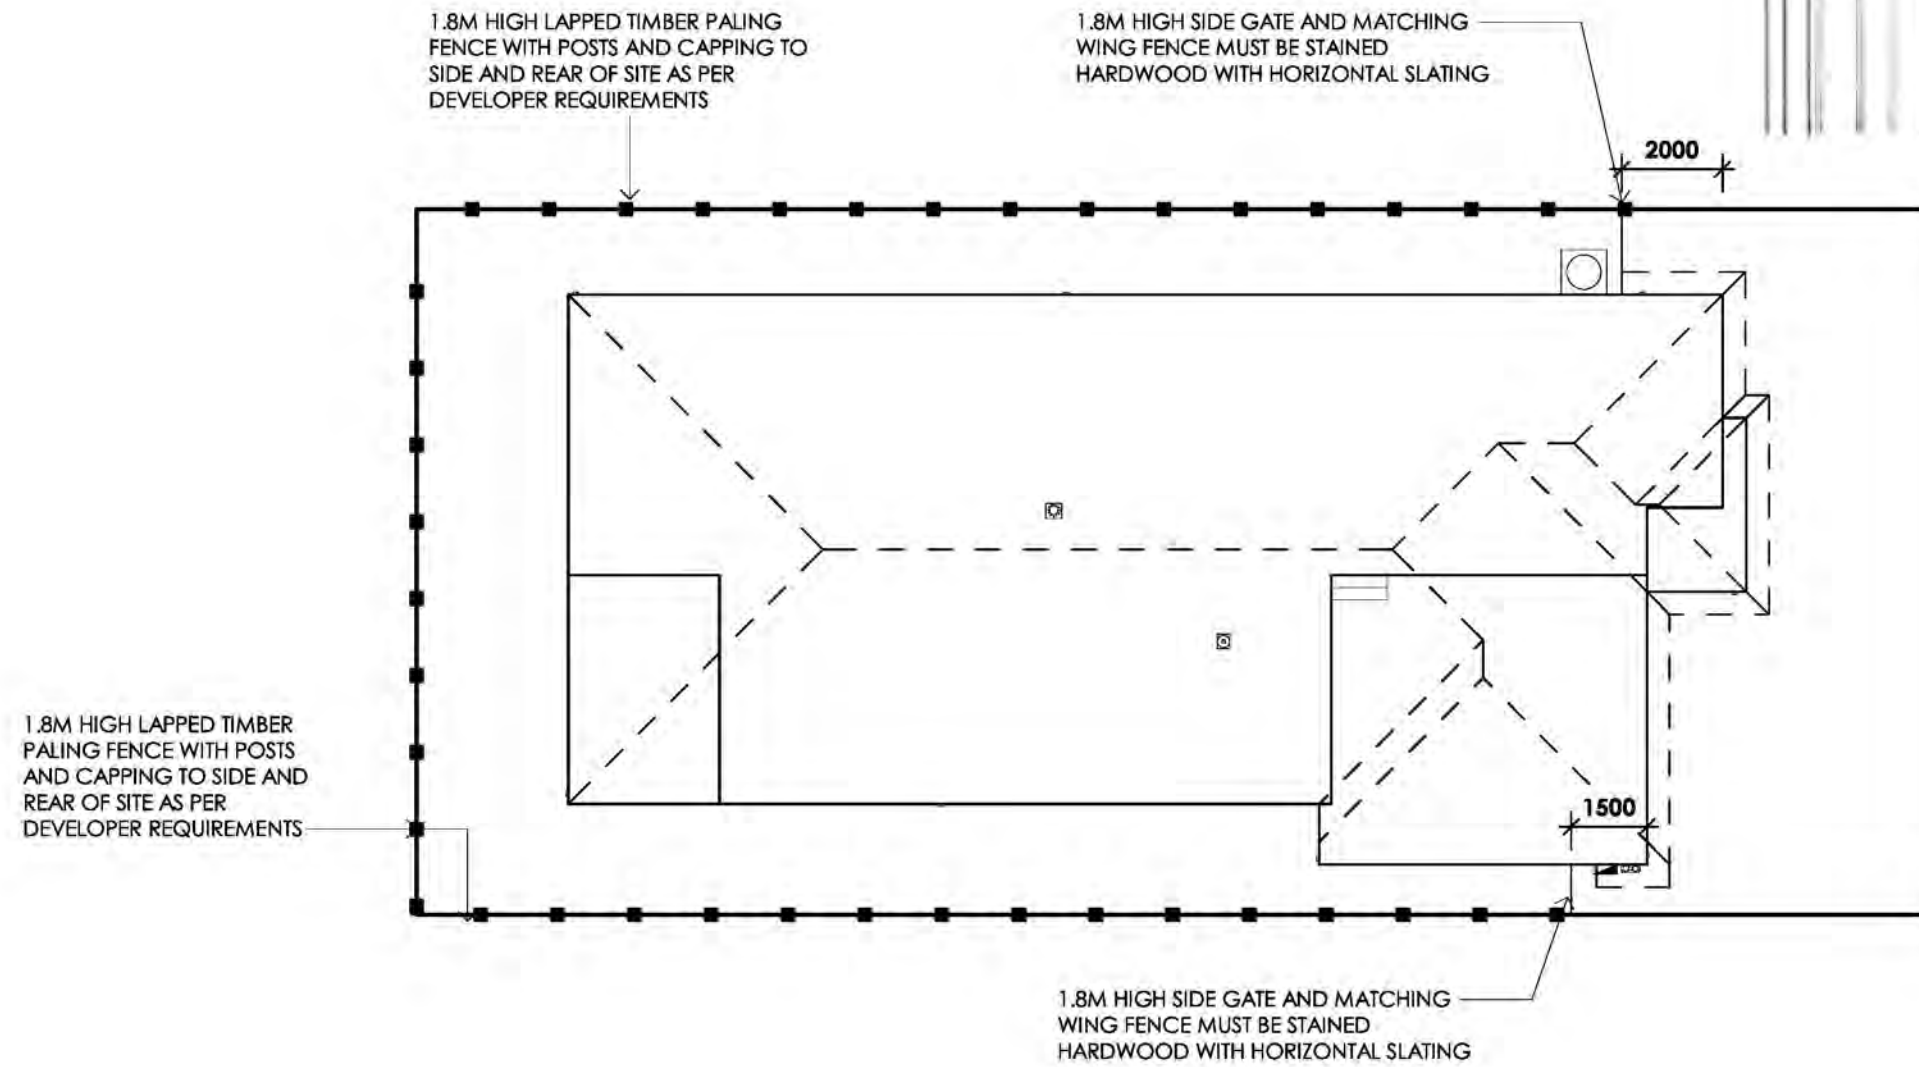 1.8M HIGH LAPPED TIMBER PALING
FENCE WITH POSTS AND CAPPING TO
SIDE AND REAR OF SITE AS PER
DEVELOPER REQUIREMENTS
1.8M HIGH SIDE GATE AND MATCHING
WING FENCE MUST BE STAINED
HARDWOOD WITH HORIZONTAL SLATING
2000
1.8M HIGH LAPPED TIMBER
PALING FENCE WITH POSTS
AND CAPPING TO SIDE AND
REAR OF SITE AS PER
DEVELOPER REQUIREMENTS
1500
1.8M HIGH SIDE GATE AND MATCHING
WING FENCE MUST BE STAINED
HARDWOOD WITH HORIZONTAL SLATING